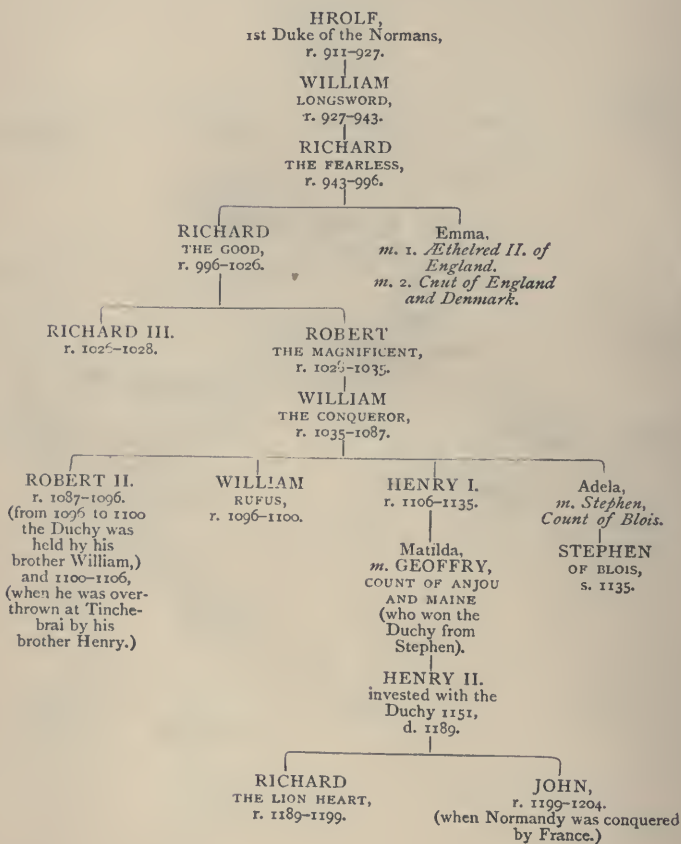 HROLF,
1st Duke of the Normans,
r. 911–927.
WILLIAM
LONGSWORD,
r. 927–943.
RICHARD
THE FEARLESS,
r. 943–996.
RICHARD
THE GOOD,
r. 996–1026.
Emma,
m. 1. Æthelred II. of
England.
m. 2. Cnut of England
and Denmark.
RICHARD III.
r. 1026–1028.
ROBERT
THE MAGNIFICENT,
r. 1028–1035.
WILLIAM
THE CONQUEROR,
r. 1035–1087.
ROBERT II.
r. 1087–1096.
(from 1096 to 1100
the Duchy was
held by his
brother William,)
and 1100–1106,
(when he was over-
thrown at Tinche-
brai by his
brother Henry.)
WILLIAM
RUFUS,
r. 1096–1100.
HENRY I.
r. 1106–1135.
Matilda,
m. GEOFFRY,
COUNT OF ANJOU
AND MAINE
(who won the
Duchy from
Stephen).
HENRY II.
invested with the
Duchy 1151,
d. 1189.
Adela,
m. Stephen,
Count of Blois.
STEPHEN
OF BLOIS,
s. 1135.
RICHARD
THE LION HEART,
r. 1189–1199.
JOHN,
r. 1199–1204.
(when Normandy was conquered
by France.)